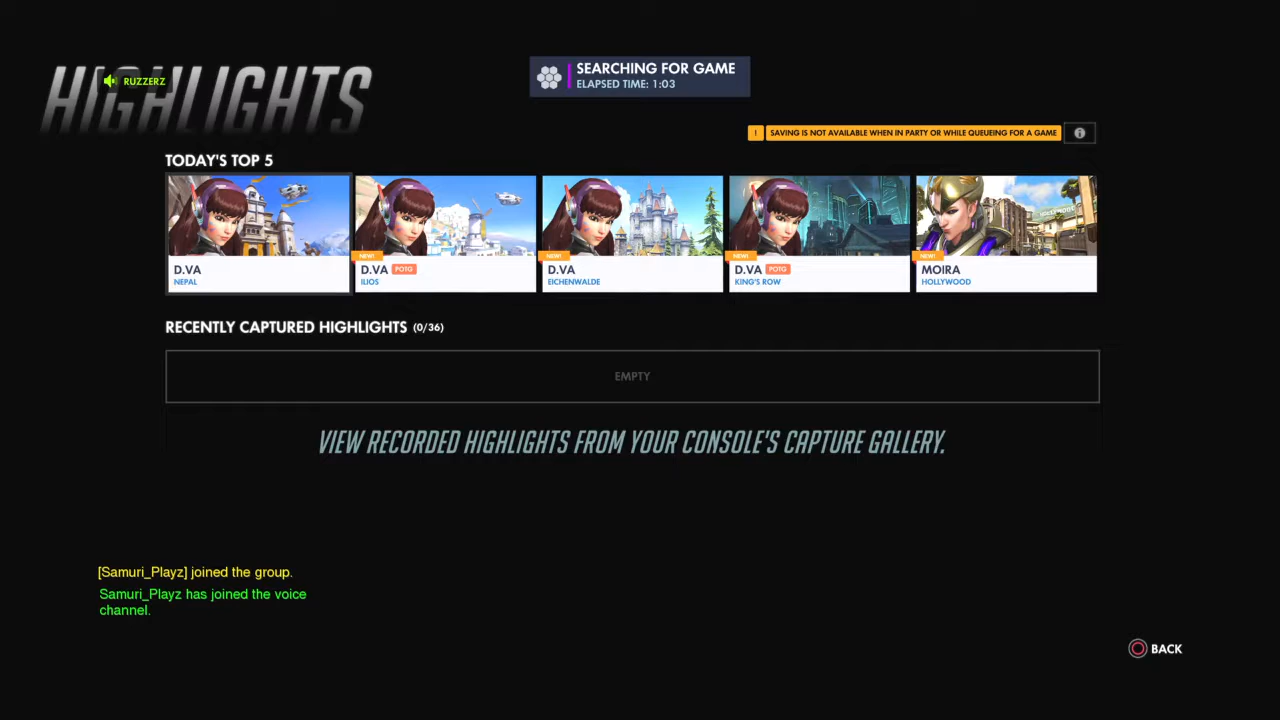 HIGHLIGHTS
RUZZERZ
SEARCHING FOR GAME
ELAPSED TIME: 1:03
! SAVING IS NOT AVAILABLE WHEN IN PARTY OR WHILE QUEUEING FOR A GAME
TODAY'S TOP 5
D.VA
NEPAL
NEW!
D.VA POTG
ILIOS
NEW!
D.VA
EICHENWALDE
NEW!
D.VA POTG
KING'S ROW
NEW!
MOIRA
HOLLYWOOD
RECENTLY CAPTURED HIGHLIGHTS (0/36)
EMPTY
VIEW RECORDED HIGHLIGHTS FROM YOUR CONSOLE'S CAPTURE GALLERY.
[Samuri_Playz] joined the group.
Samuri_Playz has joined the voice
channel.
BACK